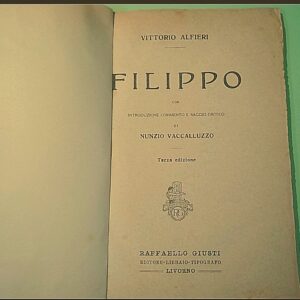 VITTORIO ALFIERI
FILIPPO
CON
INTRODUZIONE COMMENTO E SAGGIO CRITICO
DI
NUNZIO VACCALLUZZO
Terza edizione
RAFFAELLO GIUSTI
EDITORE-LIBRAIO-TIPOGRAFO
LIVORNO